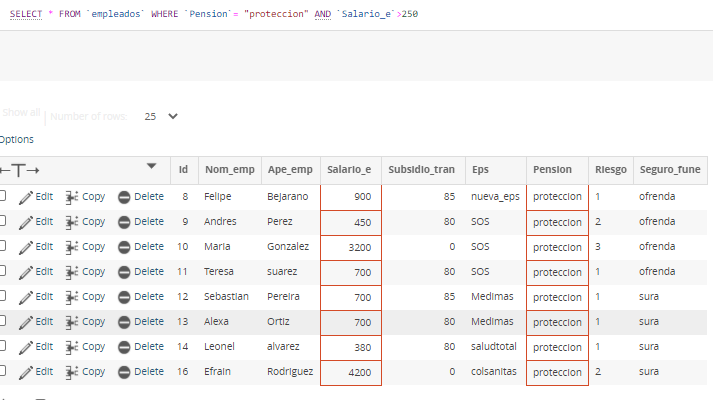 SELECT * FROM `empleados` WHERE `Pension`= "proteccion" AND `Salario_e`>250
Show all | Number of rows: 25
Options
Id Nom_emp Ape_emp Salario_e Subsidio_tran Eps Pension Riesgo Seguro_fune
Edit Copy Delete 8 Felipe Bejarano 900 85 nueva_eps proteccion 1 ofrenda
Edit Copy Delete 9 Andres Perez 450 80 SOS proteccion 2 ofrenda
Edit Copy Delete 10 Maria Gonzalez 3200 0 SOS proteccion 3 ofrenda
Edit Copy Delete 11 Teresa suarez 700 80 SOS proteccion 1 ofrenda
Edit Copy Delete 12 Sebastian Pereira 700 85 Medimas proteccion 1 sura
Edit Copy Delete 13 Alexa Ortiz 700 80 Medimas proteccion 1 sura
Edit Copy Delete 14 Leonel alvarez 380 80 saludtotal proteccion 1 sura
Edit Copy Delete 16 Efrain Rodriguez 4200 0 colsanitas proteccion 2 sura